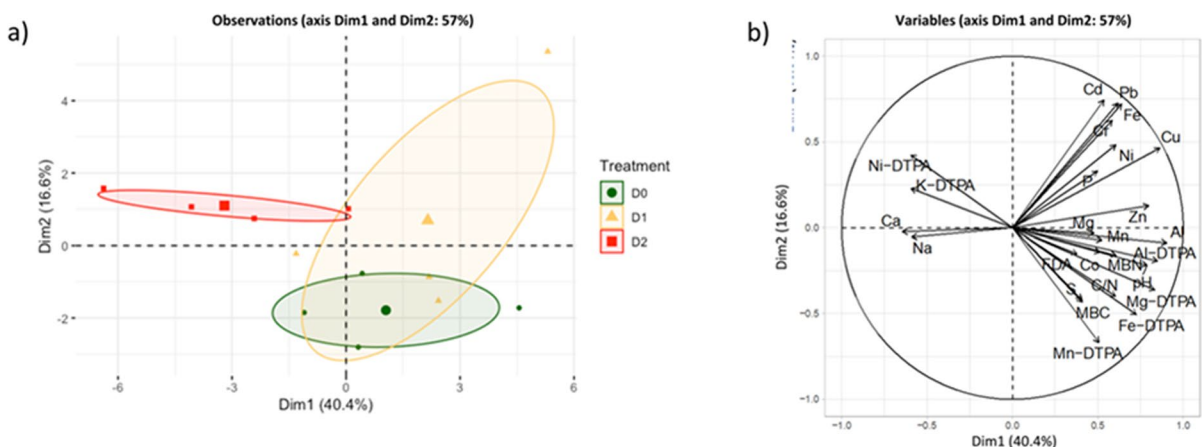 a)
Observations (axis Dim1 and Dim2: 57%)
Dim2 (16.6%)
4
2
0
-2
-6
-3
0
3
6
Dim1 (40.4%)
Treatment
D0
D1
D2
b)
Variables (axis Dim1 and Dim2: 57%)
Dim2 (16.6%)
1.0
0.5
0.0
-0.5
-1.0
Cd
Pb
Fe
Cr
Cu
Ni
P
Ni-DTPA
K-DTPA
Ca
Na
Zn
Mg
Mn
Al
Al-DTPA
FDA
Co
MBN
pH
C/N
S
MBC
Mg-DTPA
Fe-DTPA
Mn-DTPA
-1.0
-0.5
0.0
0.5
1.0
Dim1 (40.4%)